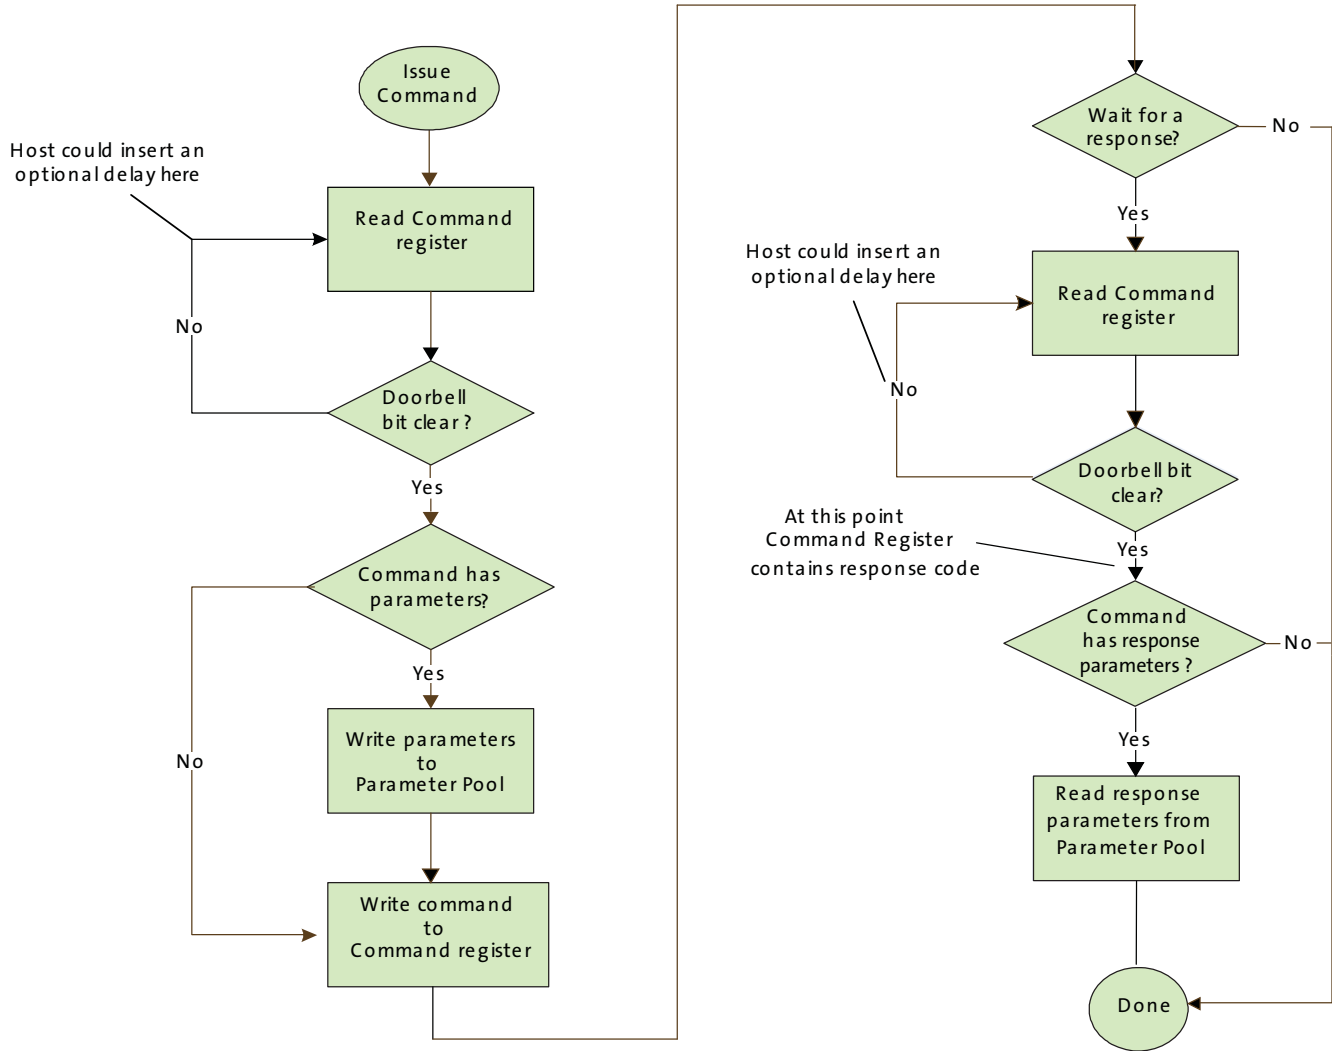 Issue
Command
Host could insert an
optional delay here
Read Command
register
No
Doorbell
bit clear ?
Yes
Command has
parameters?
Yes
Write parameters
to
Parameter Pool
No
Write command
to
Command register
Wait for a
response?
No
Yes
Host could insert an
optional delay here
Read Command
register
No
Doorbell bit
clear?
At this point
Command Register
contains response code
Yes
Command
has response
parameters ?
No
Yes
Read response
parameters from
Parameter Pool
Done